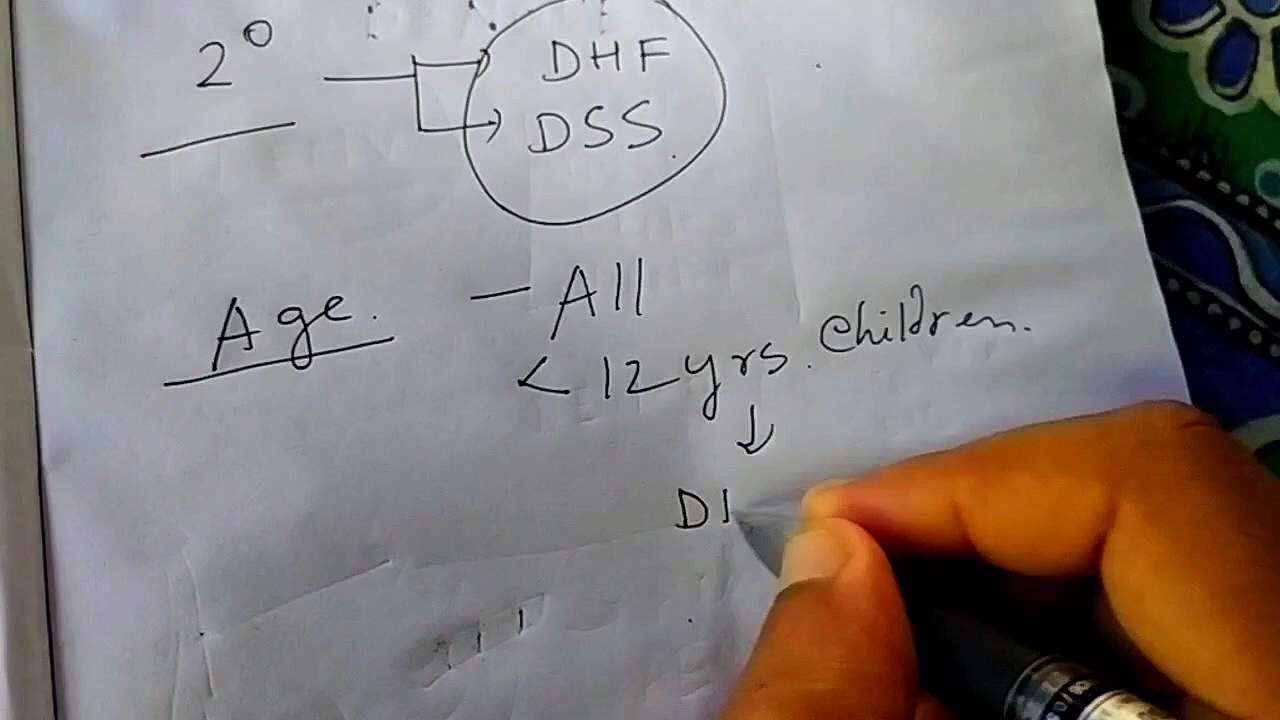 2° DHF
DSS.
Age. - All
< 12 yrs. Children.
↓
DI